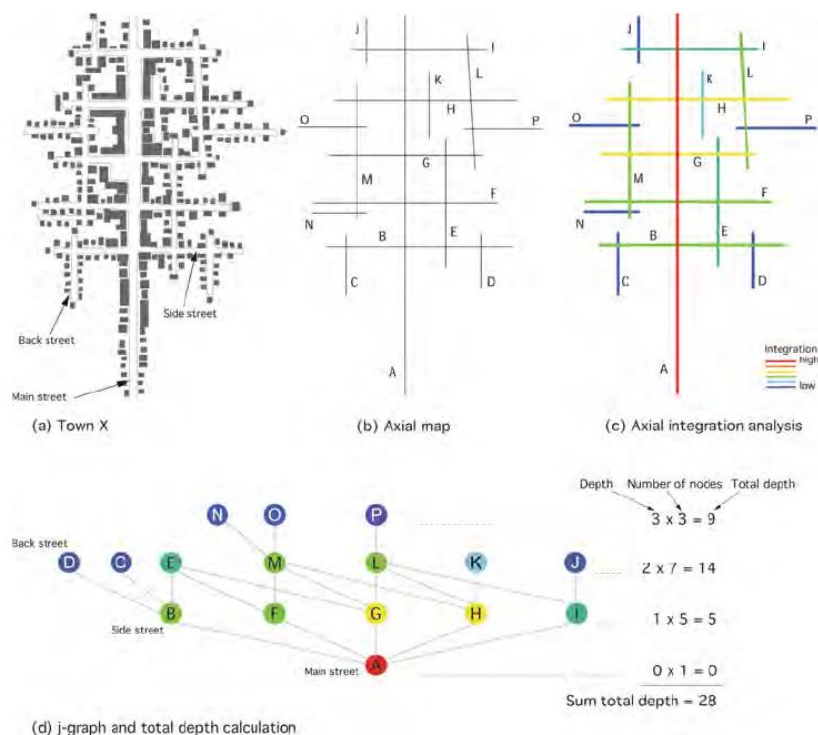 J
I
L
K
H
O
P
G
M
F
N
B
E
C
D
A
J
I
L
K
H
O
P
G
M
F
N
E
B
C
D
A
Back street
Side street
Main street
Integration
high
low
(a) Town X
(b) Axial map
(c) Axial integration analysis
Depth Number of nodes Total depth
N O P
3 x 3 = 9
Back street
D C E M L K J
2 x 7 = 14
B F G H I
1 x 5 = 5
Side street
Main street
A
0 x 1 = 0
Sum total depth = 28
(d) j-graph and total depth calculation